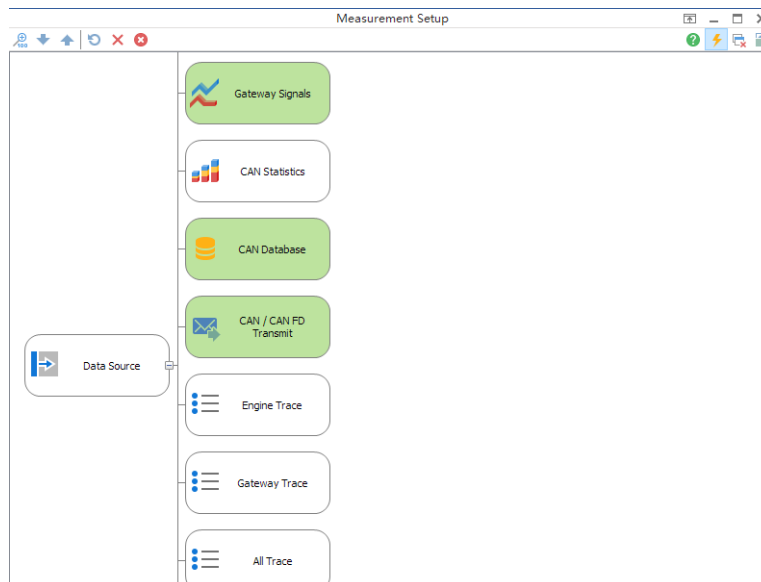 Measurement Setup
Gateway Signals
CAN Statistics
CAN Database
CAN / CAN FD
Transmit
Data Source
Engine Trace
Gateway Trace
All Trace